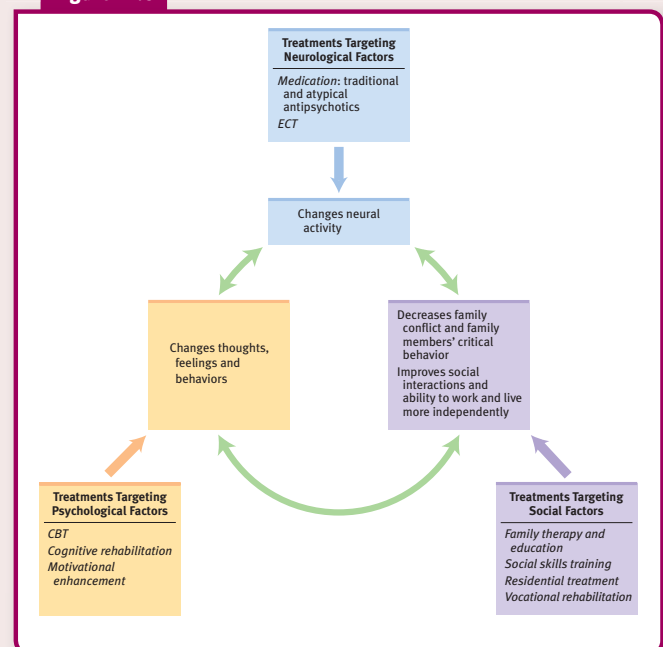 Treatments Targeting
Neurological Factors
Medication: traditional
and atypical
antipsychotics
ECT
Changes neural
activity
Changes thoughts,
feelings and
behaviors
Decreases family
conflict and family
members’ critical
behavior
Improves social
interactions and
ability to work and live
more independently
Treatments Targeting
Psychological Factors
CBT
Cognitive rehabilitation
Motivational
enhancement
Treatments Targeting
Social Factors
Family therapy and
education
Social skills training
Residential treatment
Vocational rehabilitation